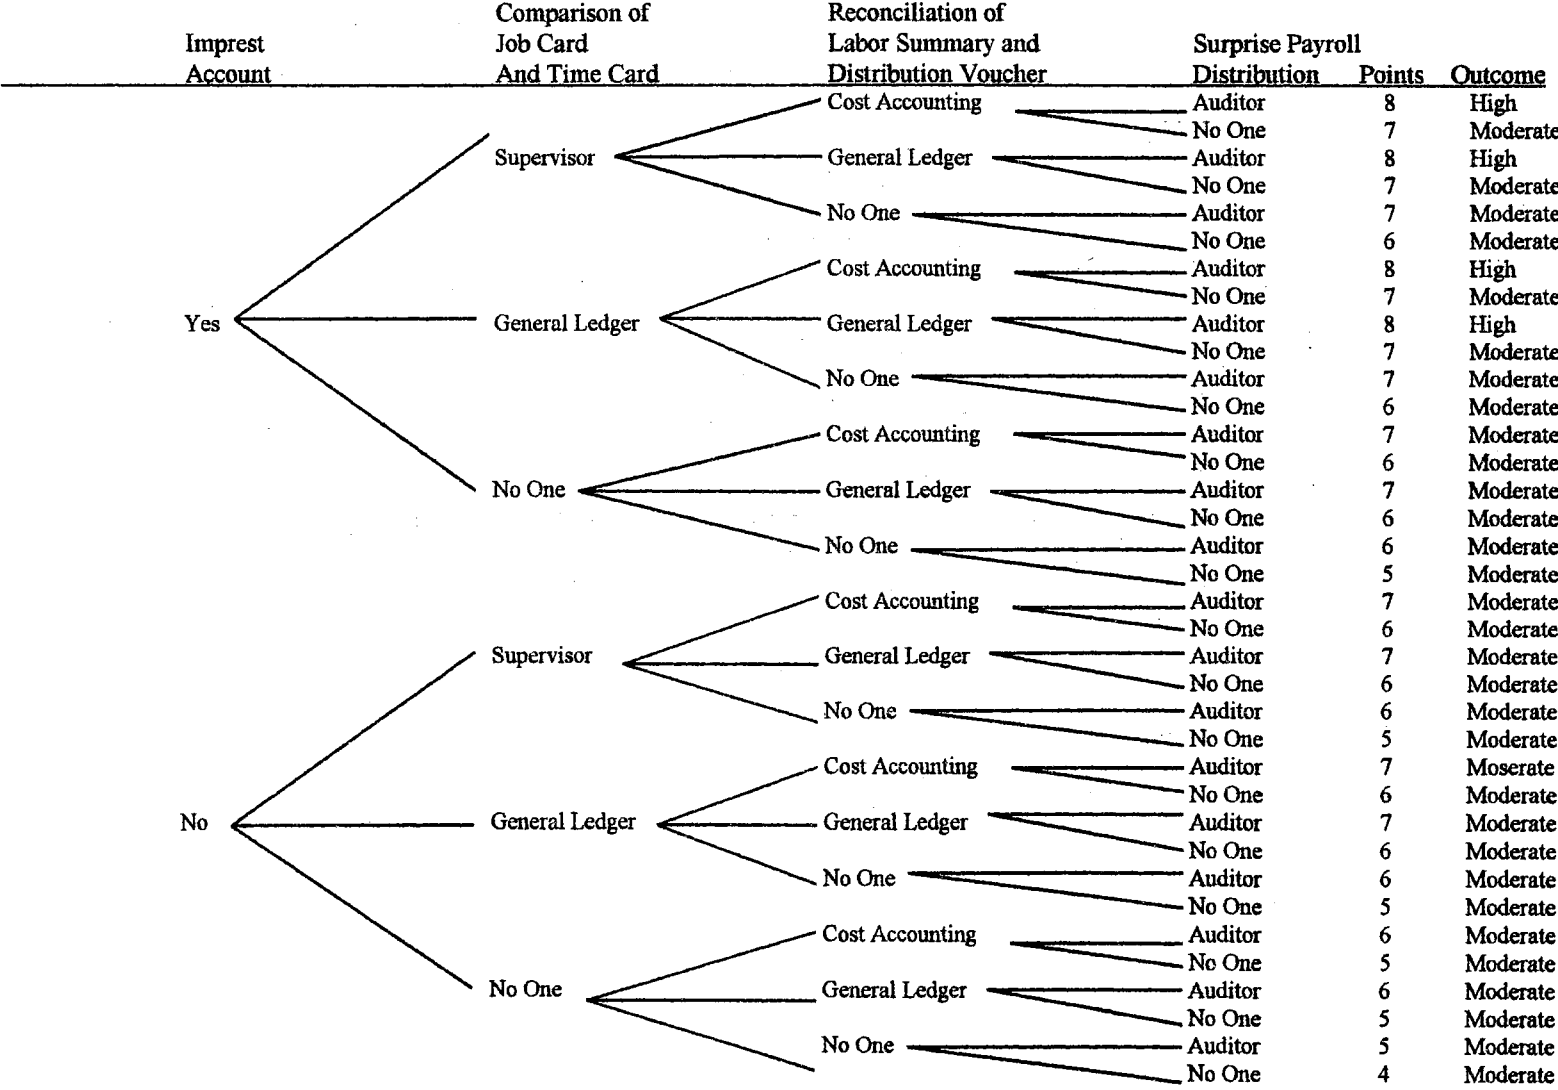 Comparison of Reconciliation of
Imprest Job Card Labor Summary and Surprise Payroll
Account And Time Card Distribution Voucher Distribution Points Outcome
Cost Accounting Auditor 8 High
No One 7 Moderate
Supervisor General Ledger Auditor 8 High
No One 7 Moderate
No One Auditor 7 Moderate
No One 6 Moderate
Cost Accounting Auditor 8 High
No One 7 Moderate
Yes General Ledger General Ledger Auditor 8 High
No One 7 Moderate
No One Auditor 7 Moderate
No One 6 Moderate
Cost Accounting Auditor 7 Moderate
No One 6 Moderate
No One General Ledger Auditor 7 Moderate
No One 6 Moderate
No One Auditor 6 Moderate
No One 5 Moderate
Cost Accounting Auditor 7 Moderate
No One 6 Moderate
Supervisor General Ledger Auditor 7 Moderate
No One 6 Moderate
No One Auditor 6 Moderate
No One 5 Moderate
Cost Accounting Auditor 7 Moserate
No One 6 Moderate
No General Ledger General Ledger Auditor 7 Moderate
No One 6 Moderate
No One Auditor 6 Moderate
No One 5 Moderate
Cost Accounting Auditor 6 Moderate
No One 5 Moderate
No One General Ledger Auditor 6 Moderate
No One 5 Moderate
No One Auditor 5 Moderate
No One 4 Moderate